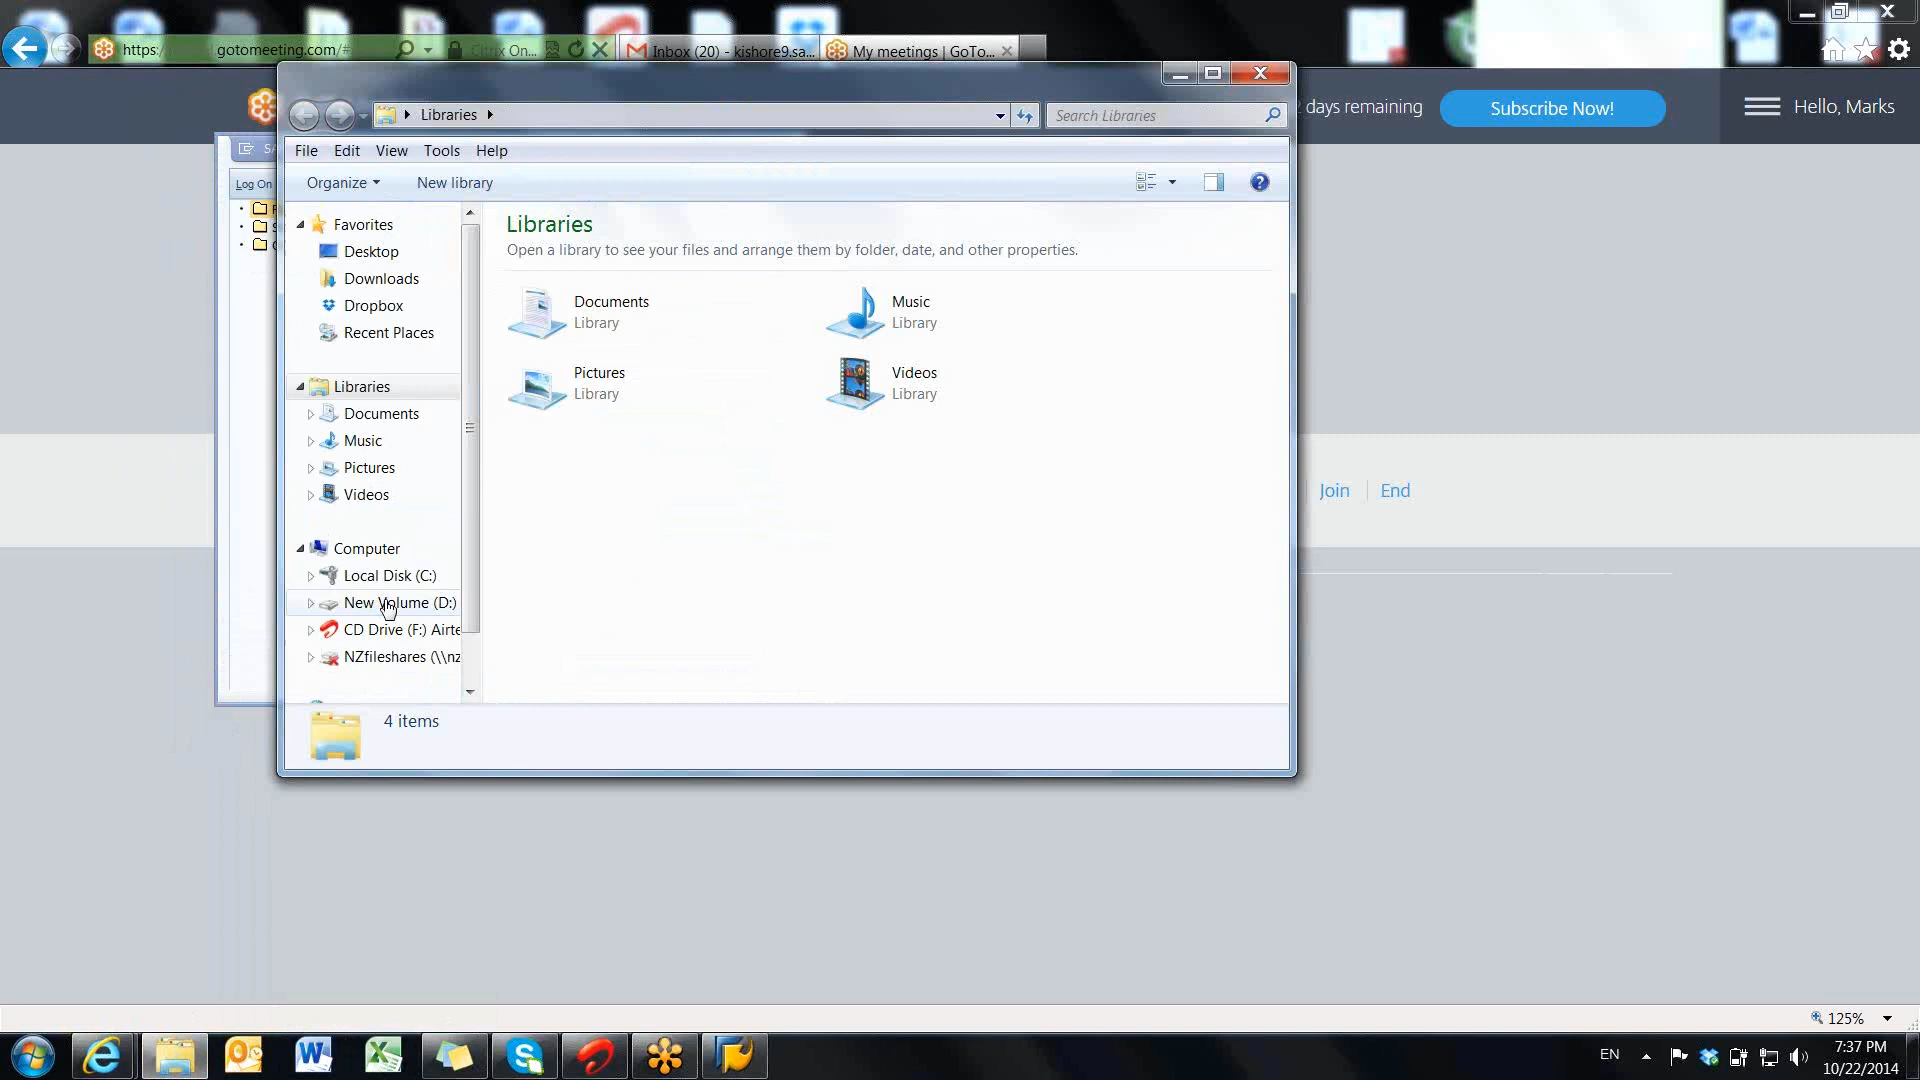 https: gotomeeting.com/# Citrix On... Inbox (20) - kishore9.sa... My meetings | GoTo...
days remaining Subscribe Now! Hello, Marks
Libraries Search Libraries
File Edit View Tools Help
Organize New library
Log On
Favorites
Desktop
Downloads
Dropbox
Recent Places
Libraries
Documents
Music
Pictures
Videos
Computer
Local Disk (C:)
New Volume (D:)
CD Drive (F:) Airte
NZfileshares (\\nz
Libraries
Open a library to see your files and arrange them by folder, date, and other properties.
Documents
Library
Music
Library
Pictures
Library
Videos
Library
4 items
Join End
125%
EN
7:37 PM
10/22/2014